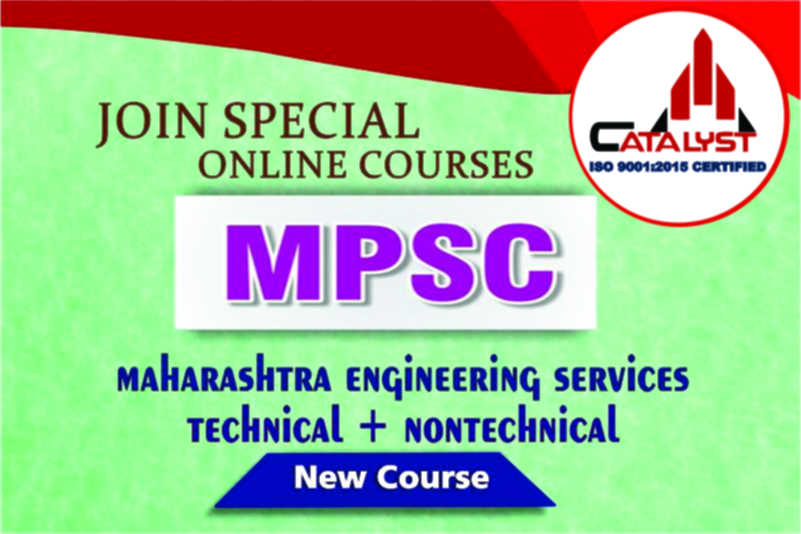 JOIN SPECIAL
ONLINE COURSES
CATALYST
ISO 9001:2015 CERTIFIED
MPSC
MAHARASHTRA ENGINEERING SERVICES
TECHNICAL + NONTECHNICAL
New Course